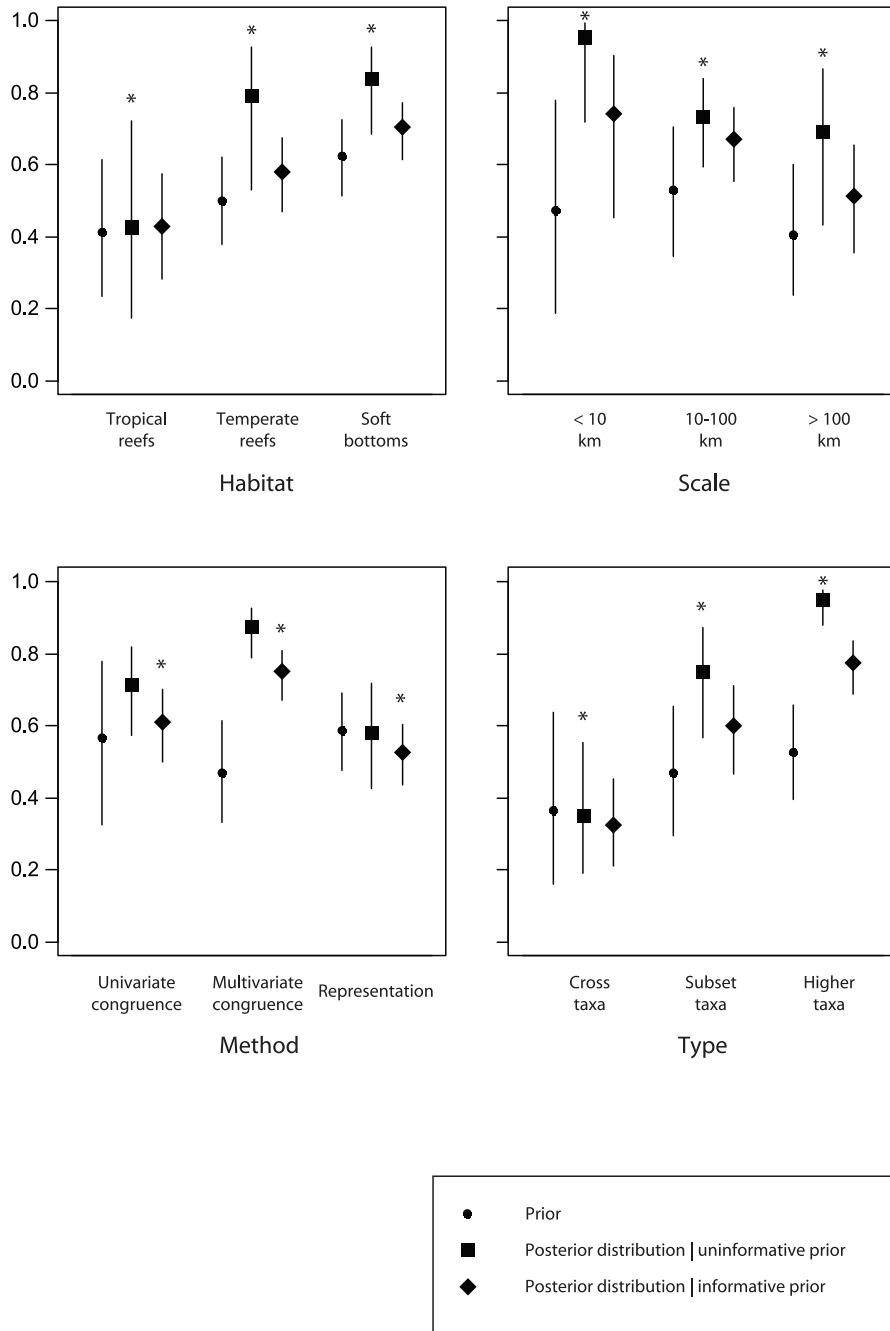 1.0
0.8
0.6
0.4
0.2
0.0
* * *
Tropical reefs
Temperate reefs
Soft bottoms
Habitat
* * *
< 10 km
10-100 km
> 100 km
Scale
1.0
0.8
0.6
0.4
0.2
0.0
* * *
Univariate congruence
Multivariate congruence
Representation
Method
* * *
Cross taxa
Subset taxa
Higher taxa
Type
Prior
Posterior distribution | uninformative prior
Posterior distribution | informative prior